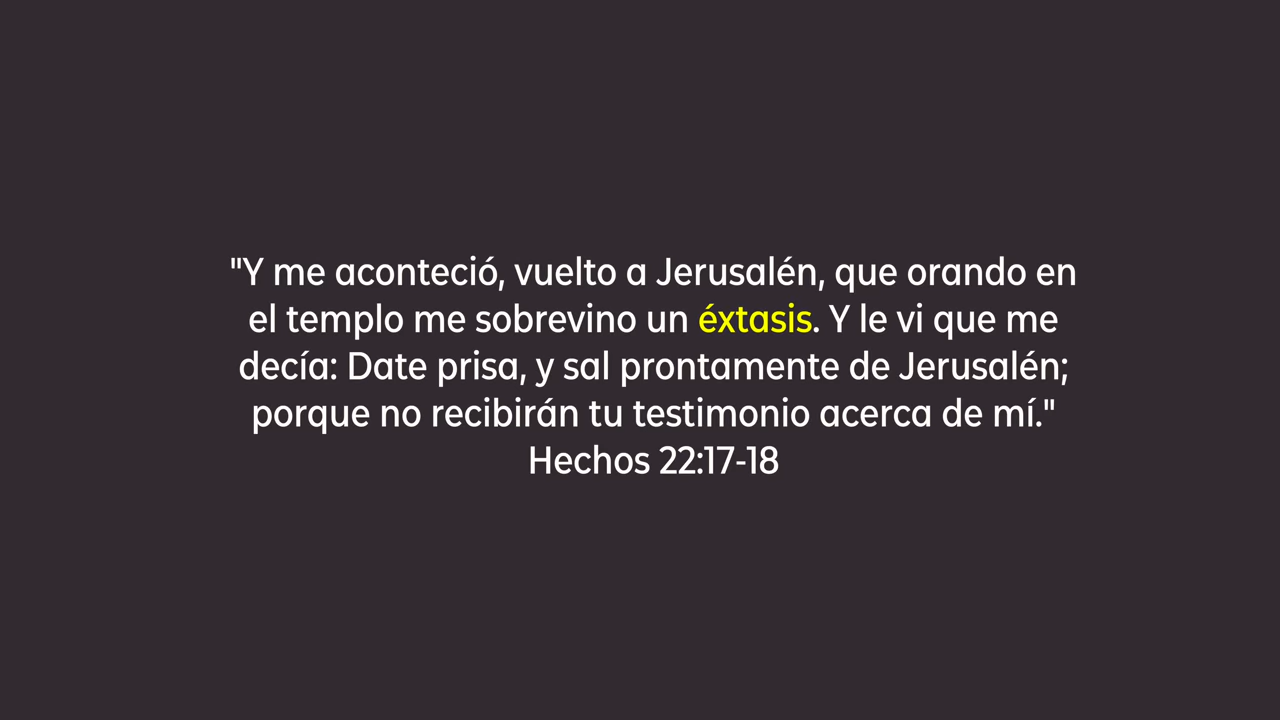 "Y me aconteció, vuelto a Jerusalén, que orando en
el templo me sobrevino un éxtasis. Y le vi que me
decía: Date prisa, y sal prontamente de Jerusalén;
porque no recibirán tu testimonio acerca de mí."
Hechos 22:17-18